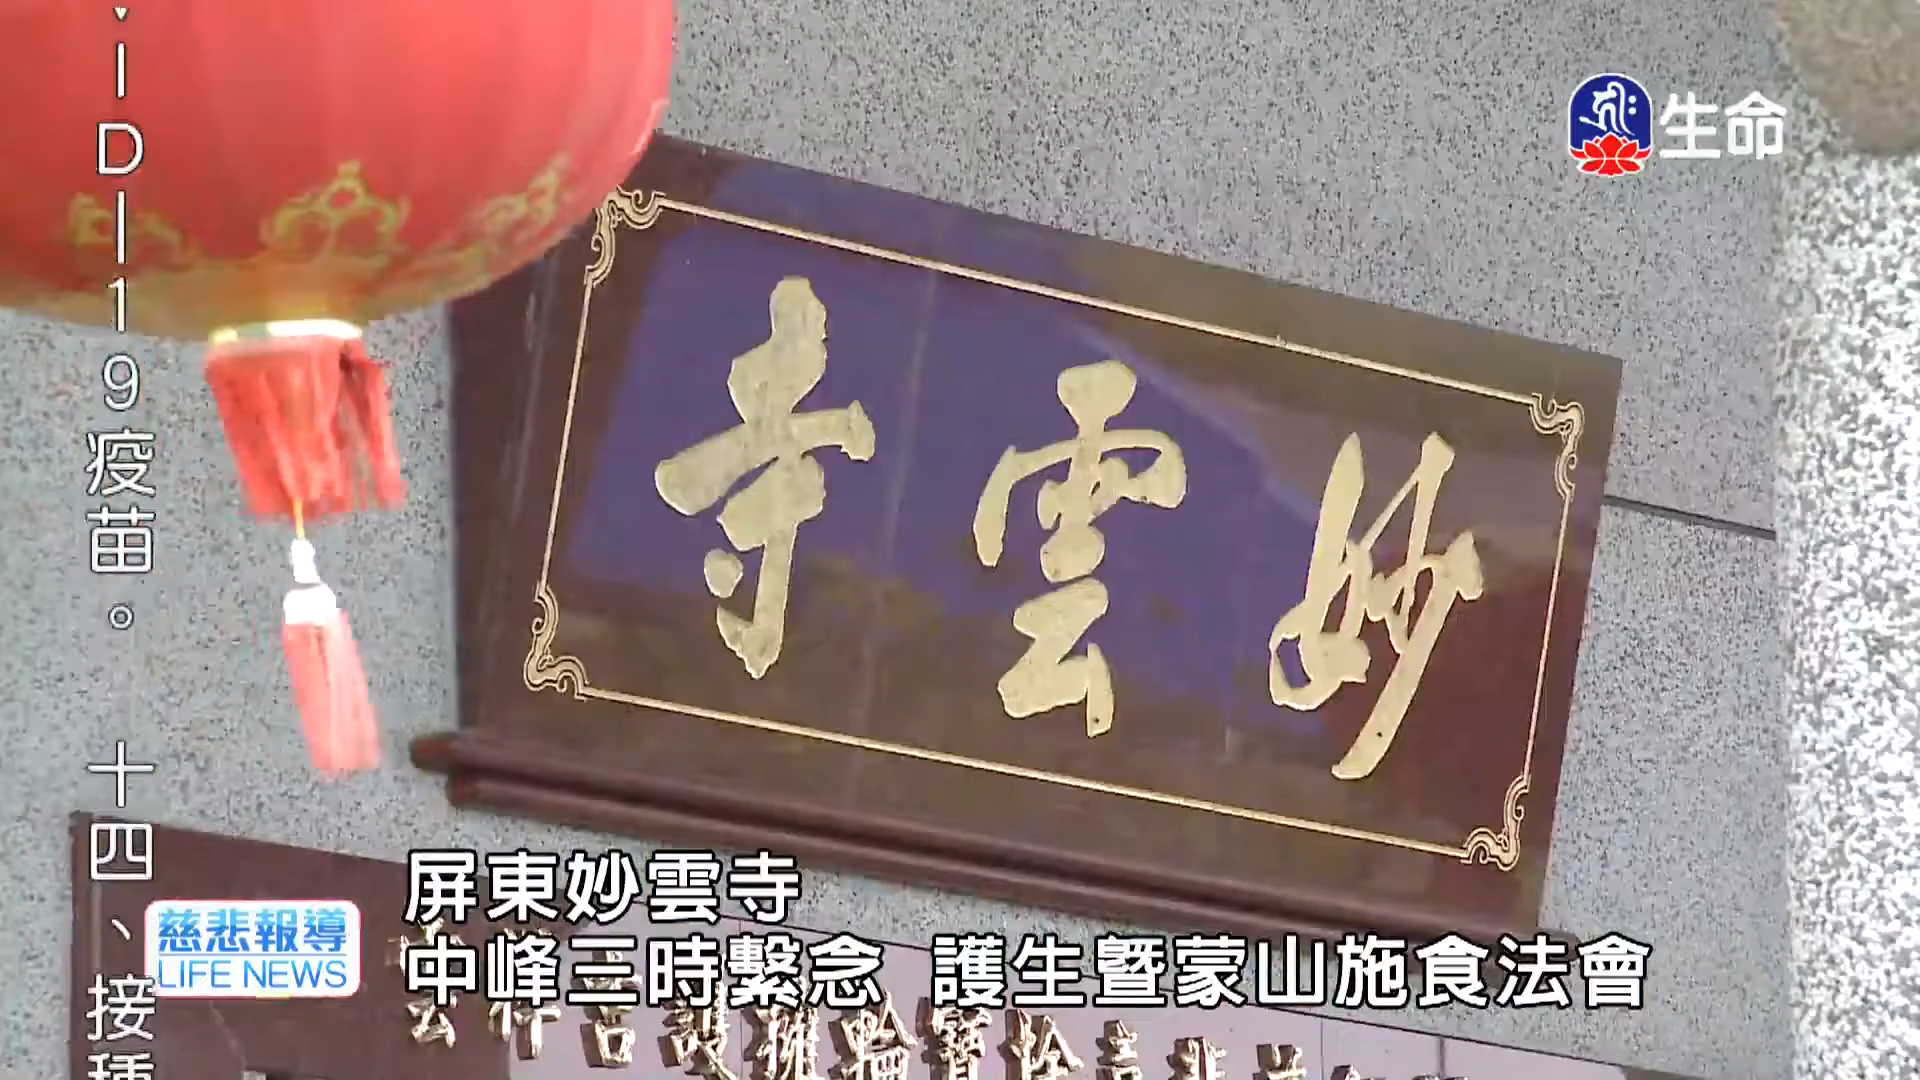 生命
妙雲寺
-D-19疫苗。 十四、接種
慈悲報導
LIFE NEWS
屏東妙雲寺
中峰三時繫念 護生暨蒙山施食法會